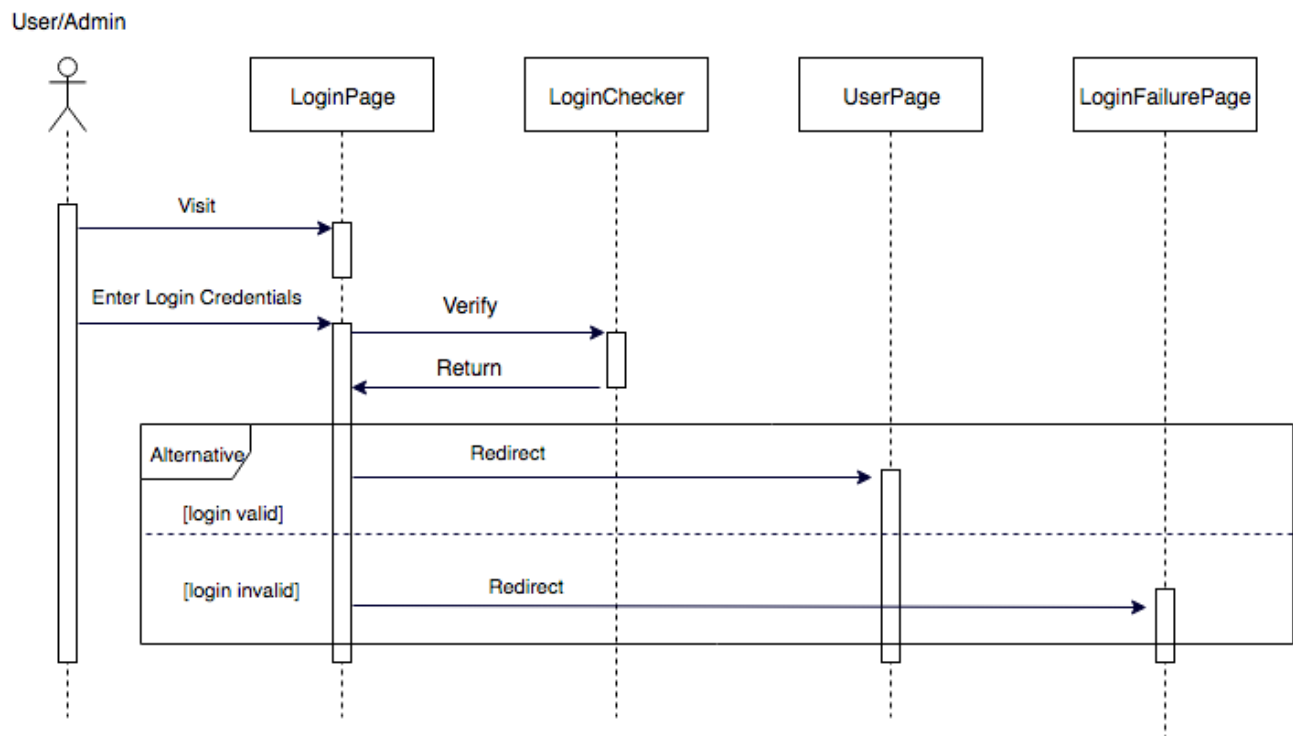 User/Admin
LoginPage
LoginChecker
UserPage
LoginFailurePage
Visit
Enter Login Credentials
Verify
Return
Alternative
Redirect
[login valid]
[login invalid]
Redirect